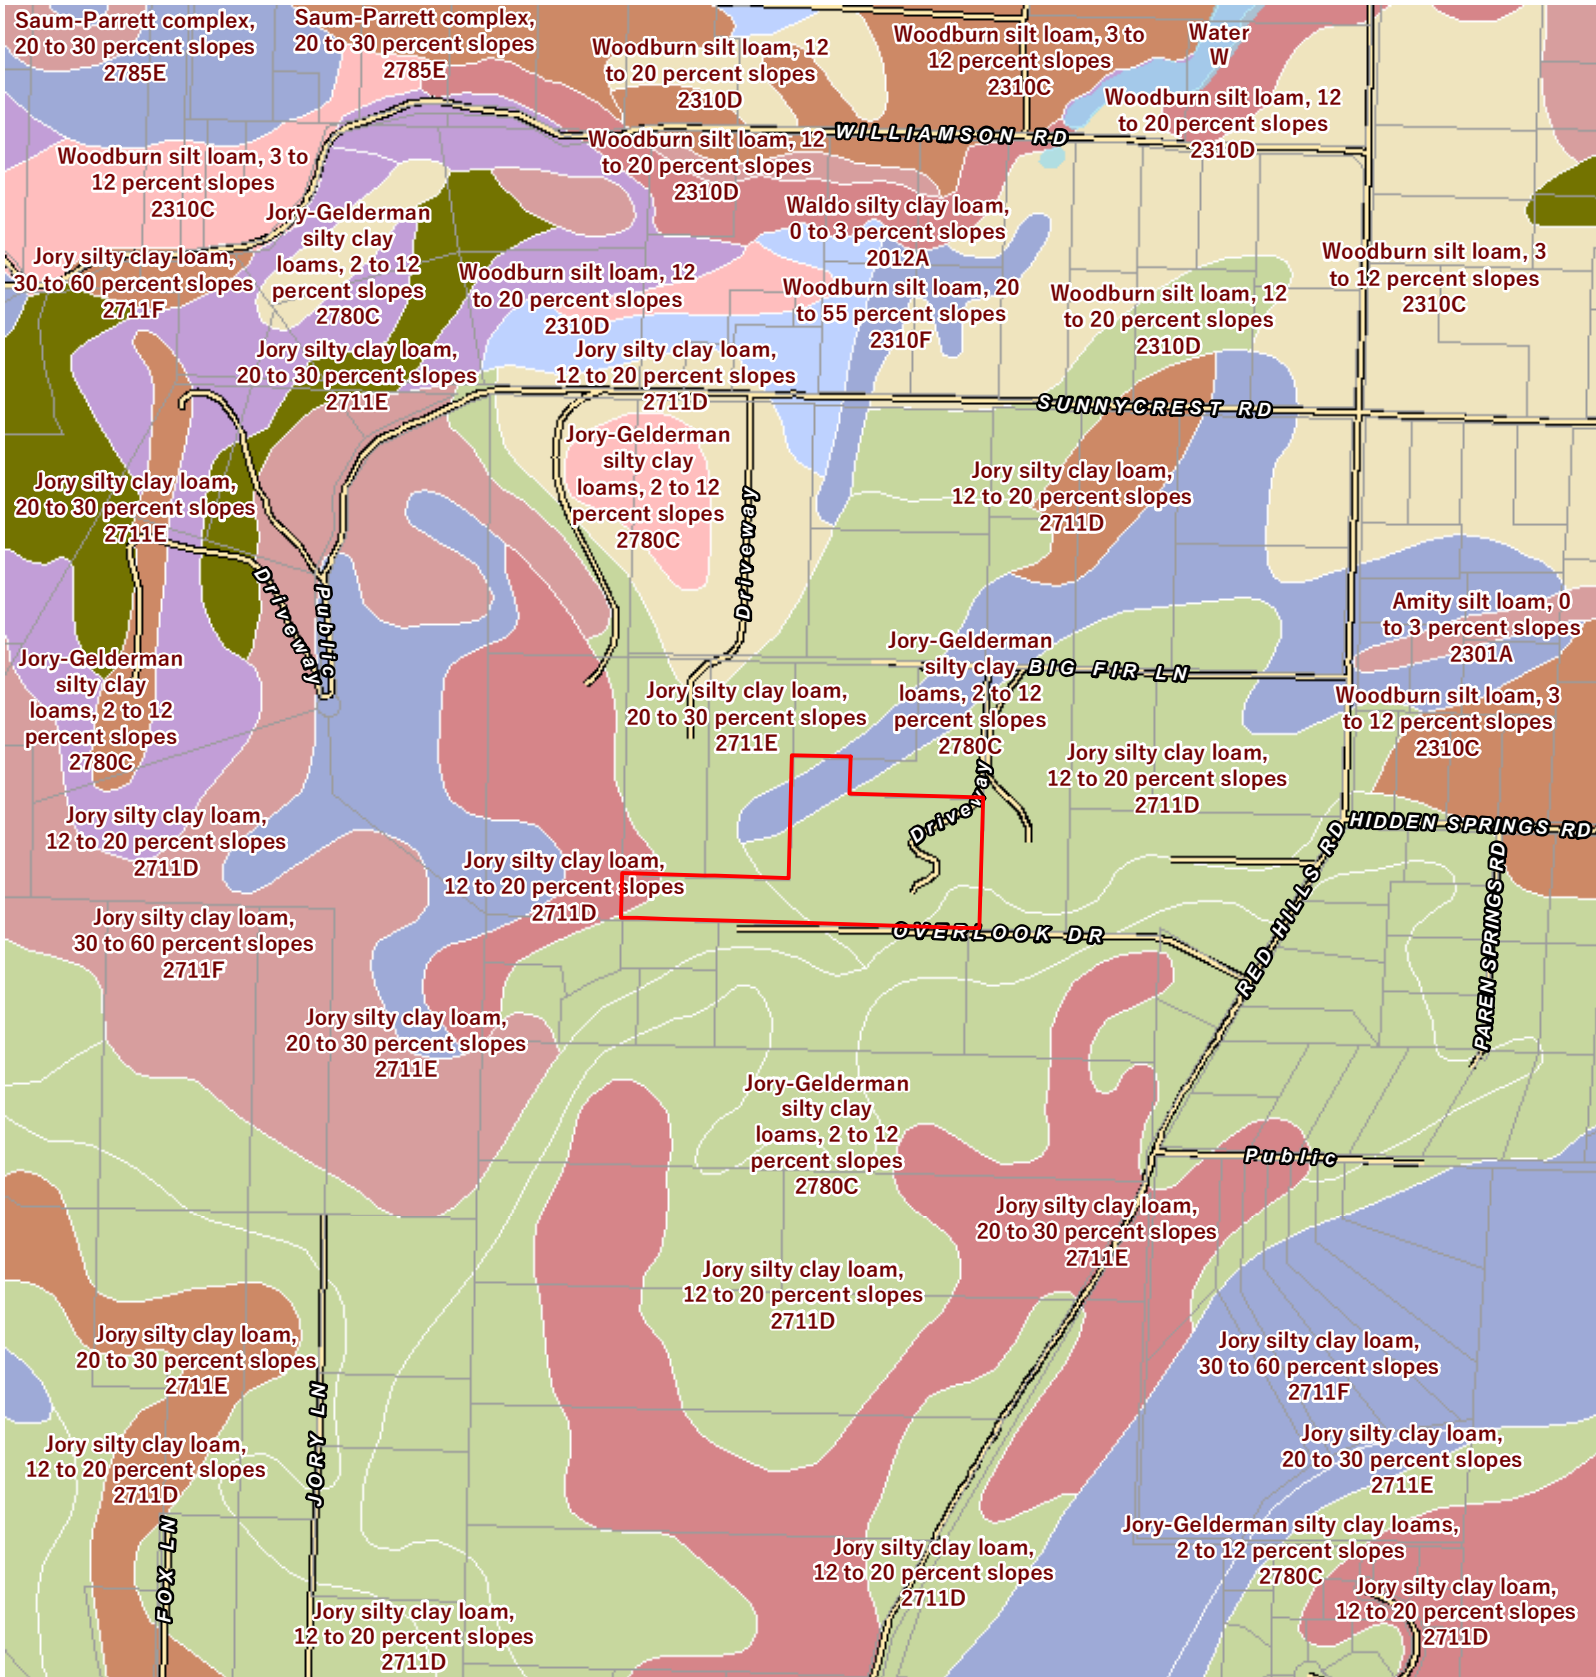 Saum-Parrett complex,
20 to 30 percent slopes
2785E
Saum-Parrett complex,
20 to 30 percent slopes
2785E
Woodburn silt loam, 12
to 20 percent slopes
2310D
Woodburn silt loam, 3 to
12 percent slopes
2310C
Water
W
Woodburn silt loam, 12
to 20 percent slopes
2310D
WILLIAMSON RD
Woodburn silt loam, 12
to 20 percent slopes
2310D
Woodburn silt loam, 3 to
12 percent slopes
2310C
Jory-Gelderman
silty clay
loams, 2 to 12
percent slopes
2780C
Waldo silty clay loam,
0 to 3 percent slopes
2012A
Jory silty clay loam,
30 to 60 percent slopes
2711F
Woodburn silt loam, 12
to 20 percent slopes
2310D
Woodburn silt loam, 20
to 55 percent slopes
2310F
Woodburn silt loam, 12
to 20 percent slopes
2310D
Woodburn silt loam, 3
to 12 percent slopes
2310C
Jory silty clay loam,
20 to 30 percent slopes
2711E
Jory silty clay loam,
12 to 20 percent slopes
2711D
SUNNYCREST RD
Jory-Gelderman
silty clay
loams, 2 to 12
percent slopes
2780C
Jory silty clay loam,
12 to 20 percent slopes
2711D
Jory silty clay loam,
20 to 30 percent slopes
2711E
Driveway
Driveway
Public
Amity silt loam, 0
to 3 percent slopes
2301A
Jory-Gelderman
silty clay
loams, 2 to 12
percent slopes
2780C
Jory-Gelderman
silty clay
loams, 2 to 12
percent slopes
2780C
BIG FIR LN
Jory silty clay loam,
20 to 30 percent slopes
2711E
Woodburn silt loam, 3
to 12 percent slopes
2310C
Jory silty clay loam,
12 to 20 percent slopes
2711D
Driveway
HIDDEN SPRINGS RD
Jory silty clay loam,
12 to 20 percent slopes
2711D
Jory silty clay loam,
12 to 20 percent slopes
2711D
RED HILLS RD
PAREN SPRINGS RD
OVERLOOK DR
Jory silty clay loam,
30 to 60 percent slopes
2711F
Jory silty clay loam,
20 to 30 percent slopes
2711E
Jory-Gelderman
silty clay
loams, 2 to 12
percent slopes
2780C
Public
Jory silty clay loam,
20 to 30 percent slopes
2711E
Jory silty clay loam,
12 to 20 percent slopes
2711D
Jory silty clay loam,
20 to 30 percent slopes
2711E
Jory silty clay loam,
30 to 60 percent slopes
2711F
JORY LN
Jory silty clay loam,
12 to 20 percent slopes
2711D
Jory silty clay loam,
20 to 30 percent slopes
2711E
FOX LN
Jory-Gelderman silty clay loams,
2 to 12 percent slopes
2780C
Jory silty clay loam,
12 to 20 percent slopes
2711D
Jory silty clay loam,
12 to 20 percent slopes
2711D
Jory silty clay loam,
12 to 20 percent slopes
2711D